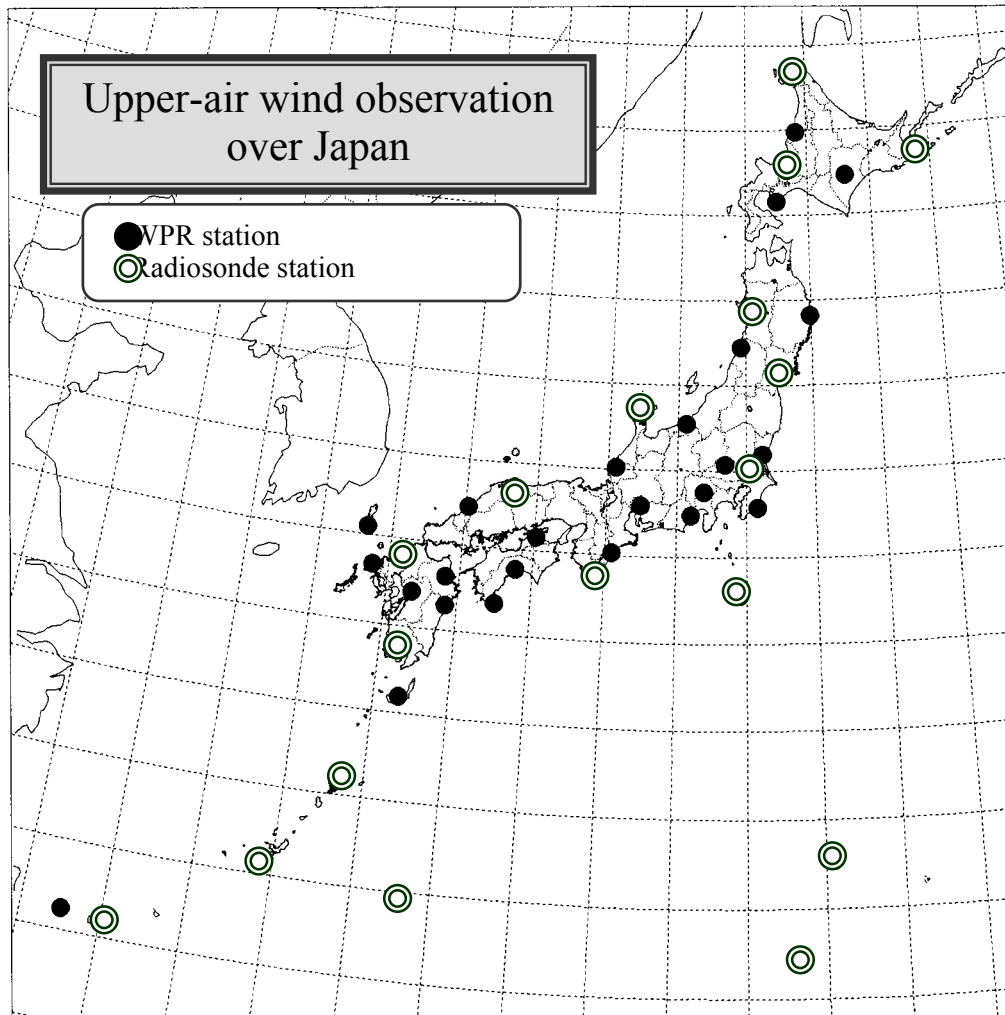 Upper-air wind observation
over Japan
WPR station
Radiosonde station